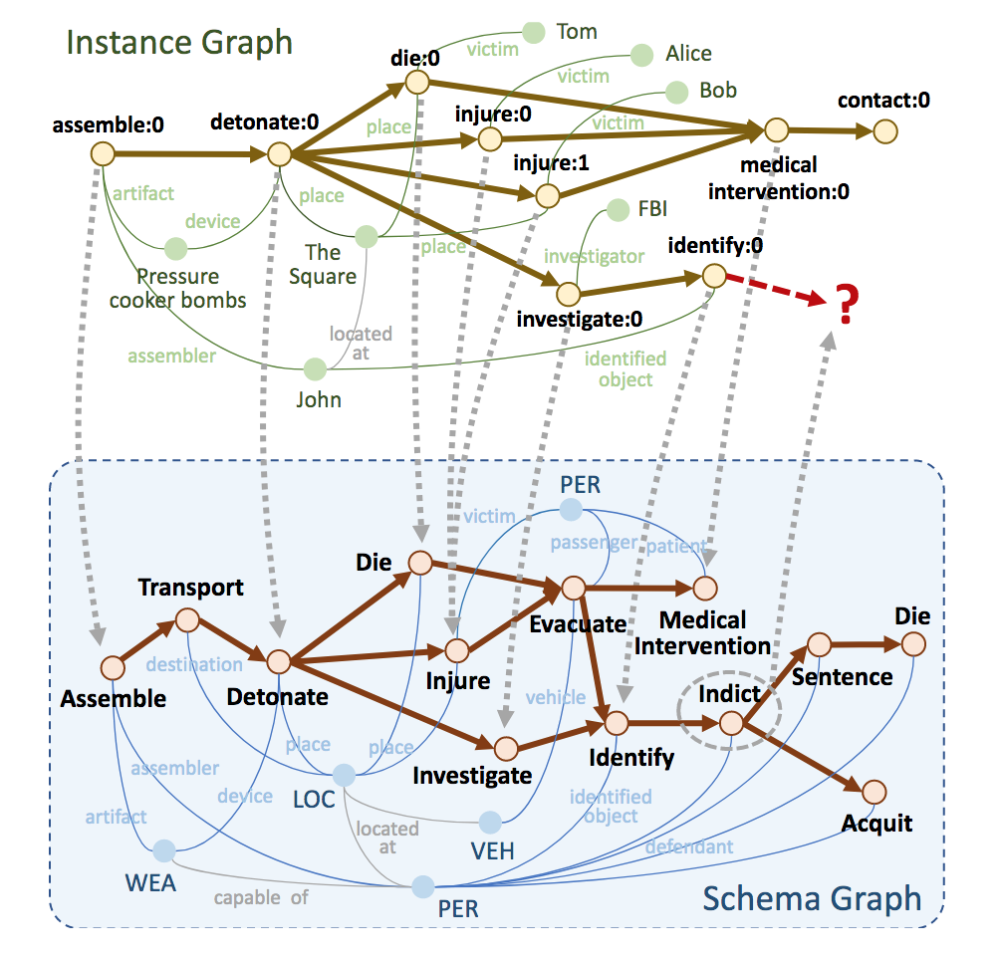 Instance Graph
Tom
victim
die:0
Alice
victim
Bob
victim
assemble:0
detonate:0
place
injure:0
contact:0
injure:1
medical
intervention:0
artifact
device
place
FBI
The
Square
place
investigator
identify:0
Pressure
cooker bombs
?
investigate:0
located
at
assembler
identified
object
John
PER
victim
passenger
patient
Die
Transport
Evacuate
Medical
Intervention
Die
destination
Assemble
Detonate
Injure
vehicle
Indict
Sentence
place
place
Investigate
Identify
assembler
device
artifact
LOC
identified
object
Acquit
located
at
VEH
defendant
WEA
capable of
PER
Schema Graph